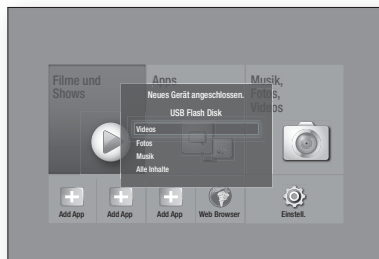 Filme und
Shows
Apps
Musik,
Fotos,
Videos
Neues Gerät angeschlossen.
USB Flash Disk
Videos
Fotos
Musik
Alle Inhalte
Add App
Add App
Add App
Web Browser
Einstell.